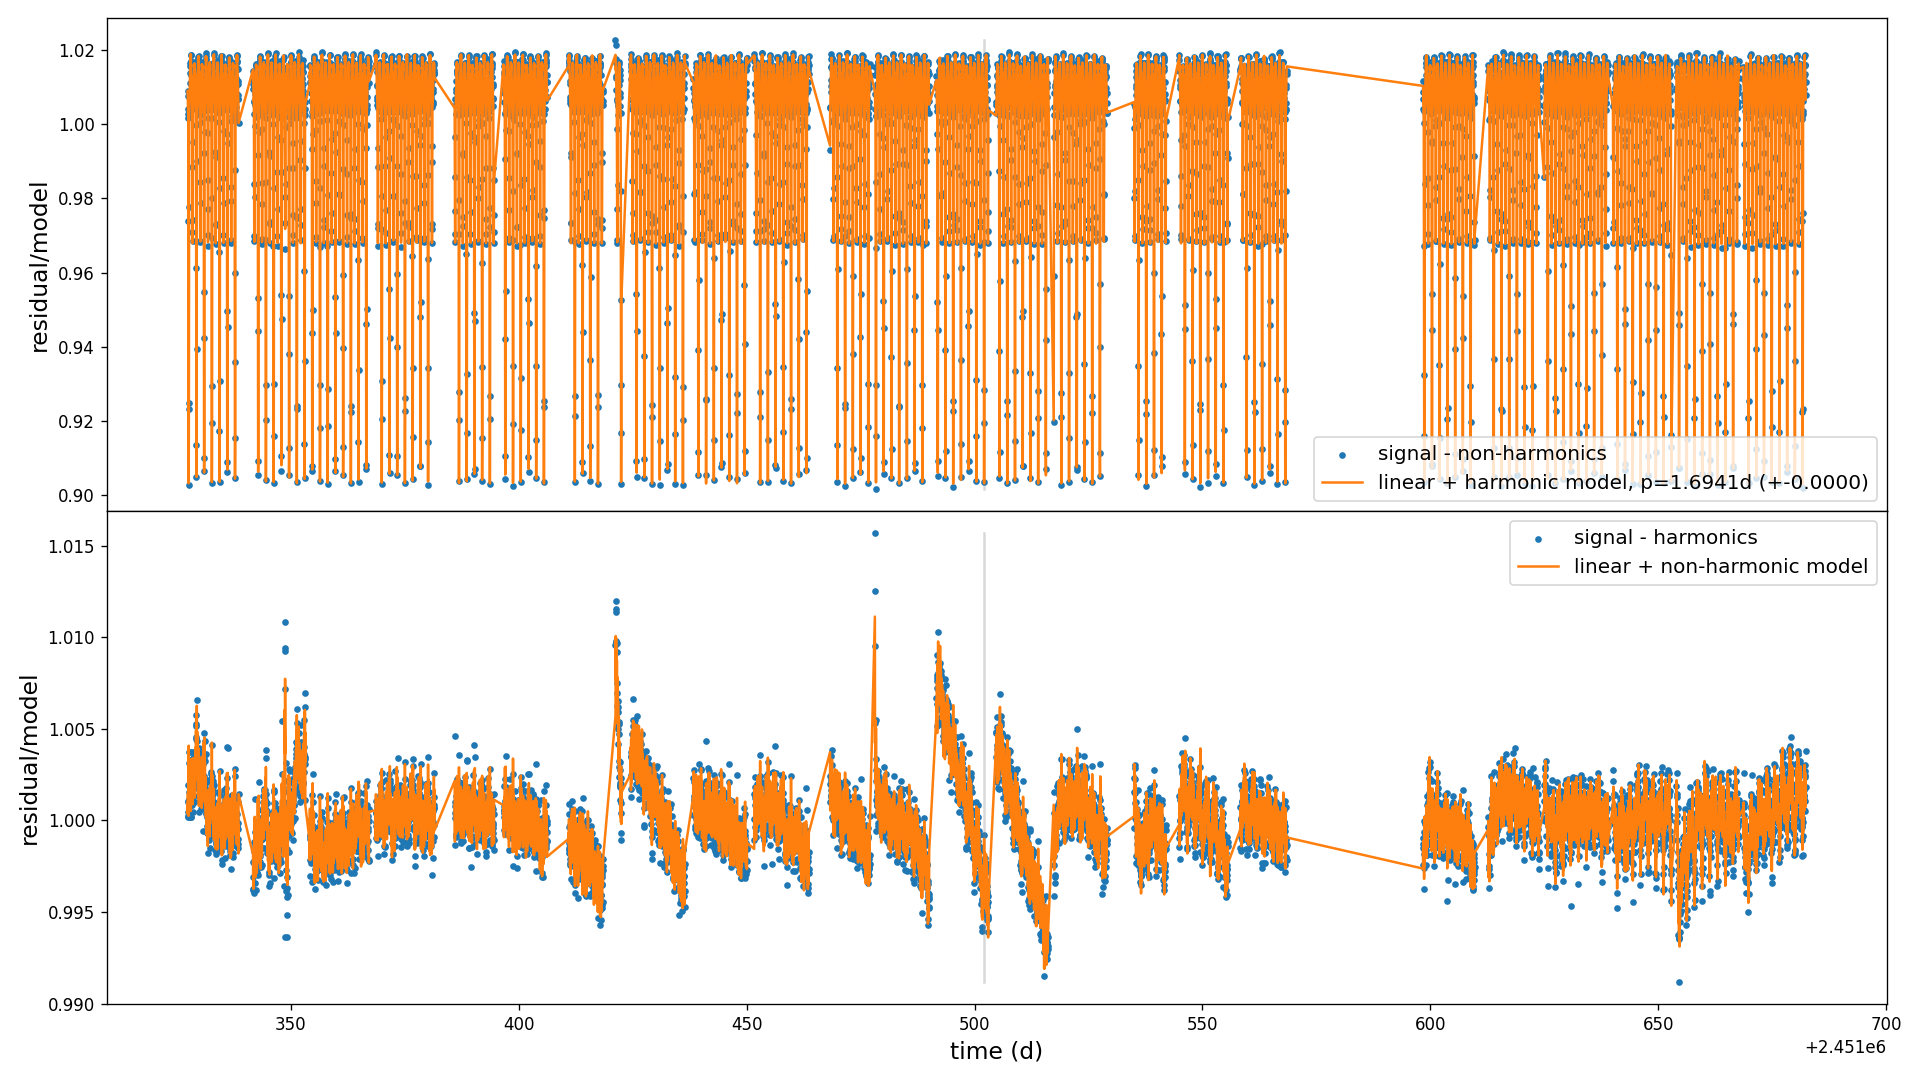 1.02
1.00
0.98
0.96
0.94
0.92
0.90
residual/model
signal - non-harmonics
linear + harmonic model, p=1.6941d (+-0.0000)
1.015
1.010
1.005
1.000
0.995
0.990
residual/model
signal - harmonics
linear + non-harmonic model
350 400 450 500 550 600 650 700
time (d)
+2.451e6